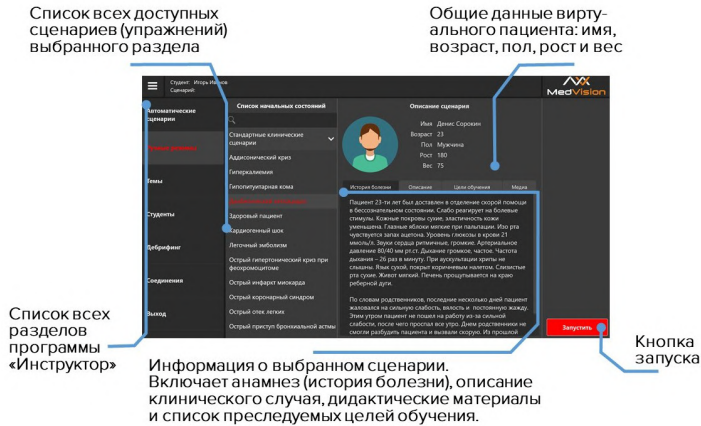 Список всех доступных
сценариев (упражнений)
выбранного раздела
Общие данные вирту-
ального пациента: имя,
возраст, пол, рост и вес
Студент: Игорь Иванов
Сценарий:
MedVision
Автоматические
сценарии
Темы
Студенты
Дебрифинг
Соединения
Выход
Список начальных состояний
Стандартные клинические
сценарии
Аддисонический криз
Гиперкалиемия
Гипопитуитарная кома
Здоровый пациент
Кардиогенный шок
Легочный эмболизм
Острый гипертонический криз при
феохромоцитоме
Острый инфаркт миокарда
Острый коронарный синдром
Острый отек легких
Острый приступ бронхиальной астмы
Описание сценария
Имя Денис Сорокин
Возраст 23
Пол Мужчина
Рост 180
Вес 75
История болезни Описание Цели обучения Медиа
Пациент 23-ти лет был доставлен в отделение скорой помощи
в бессознательном состоянии. Слабо реагирует на болевые
стимулы. Кожные покровы сухие, эластичность кожи
уменьшена. Глазные яблоки мягкие при пальпации. Изо рта
чувствуется запах ацетона. Уровень глюкозы в крови 21
ммоль/л. Звуки сердца ритмичные, громкие. Артериальное
давление 80/40 мм рт.ст. Дыхание громкое, частое. Частота
дыхания – 26 раз в минуту. При аускультации хрипы не
слышны. Язык сухой, покрыт коричневым налетом. Слизистые
рта сухие. Живот мягкий. Печень прощупывается на краю
реберной дуги.
По словам родственников, последние несколько дней пациент
жаловался на сильную слабость, вялость и постоянную жажду.
Этим утром пациент не пошел на работу из-за сильной
слабости, после чего проспал все утро. Днем родственники не
смогли разбудить пациента и вызвали скорую. Из прошлой
Запустить
Список всех
разделов
программы
«Инструктор»
Информация о выбранном сценарии.
Включает анамнез (история болезни), описание
клинического случая, дидактические материалы
и список преследуемых целей обучения.
Кнопка
запуска